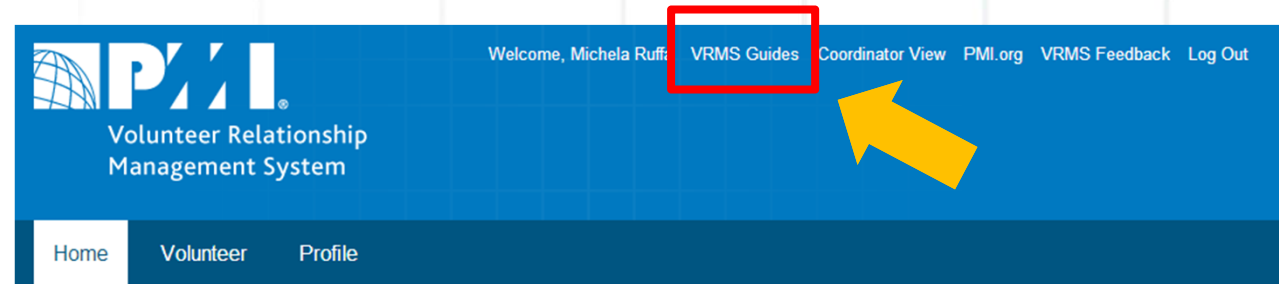 Welcome, Michela Ruffa VRMS Guides Coordinator View PMI.org VRMS Feedback Log Out
PMI®
Volunteer Relationship
Management System
Home Volunteer Profile